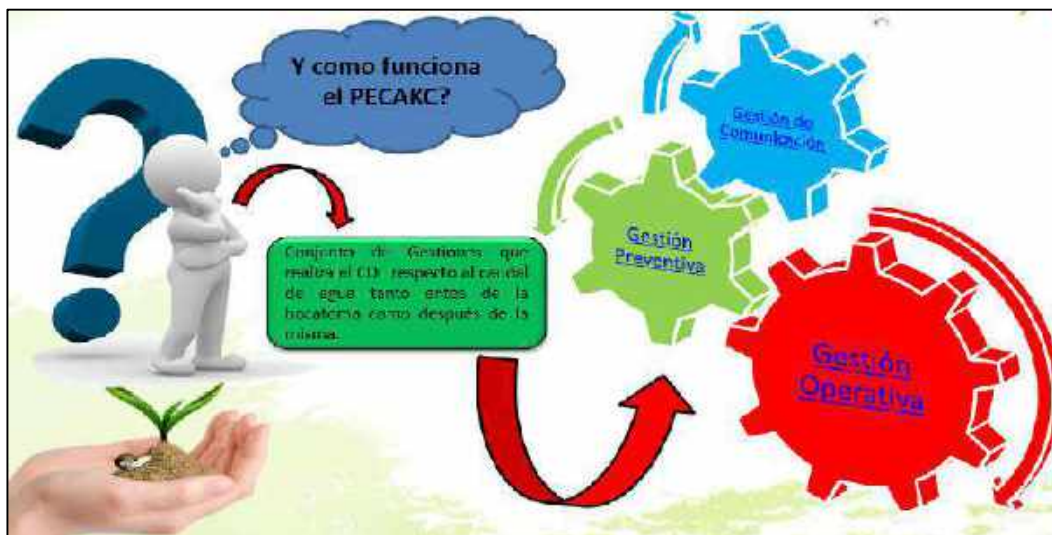 Y como funciona
el PECAKC?
Gestión de
Comunicación
Gestión
Preventiva
Conjunto de Gestiones que
realiza el respecto al caudal
de agua tanto antes de la
bocatoma como después de la
misma.
Gestión
Operativa